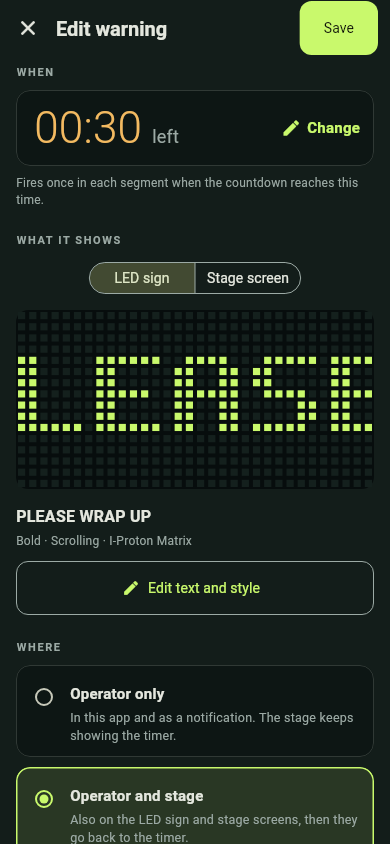 Edit warning
Save
WHEN
00:30 left
Change
Fires once in each segment when the countdown reaches this
time.
WHAT IT SHOWS
LED sign
Stage screen
LEAS
PLEASE WRAP UP
Bold · Scrolling · I-Proton Matrix
Edit text and style
WHERE
Operator only
In this app and as a notification. The stage keeps
showing the timer.
Operator and stage
Also on the LED sign and stage screens, then they
go back to the timer.